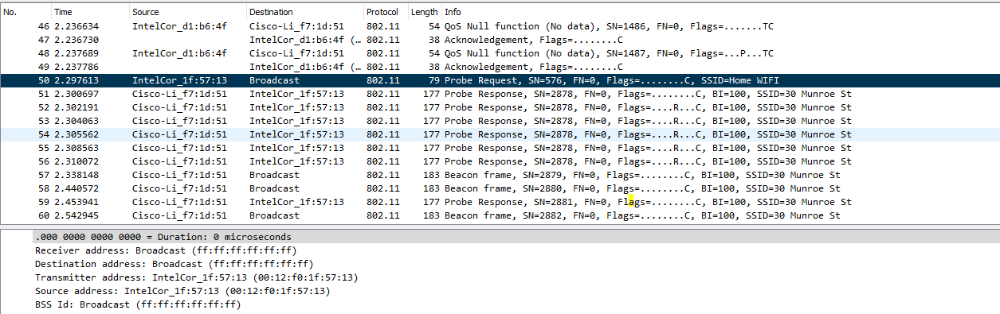 No. Time Source Destination Protocol Length Info
46 2.236634 IntelCor_d1:b6:4f Cisco-Li_f7:1d:51 802.11 54 QoS Null function (No data), SN=1486, FN=0, Flags=.......TC
47 2.236730 IntelCor_d1:b6:4f (… 802.11 38 Acknowledgement, Flags=........C
48 2.237689 IntelCor_d1:b6:4f Cisco-Li_f7:1d:51 802.11 54 QoS Null function (No data), SN=1487, FN=0, Flags=...P...TC
49 2.237786 IntelCor_d1:b6:4f (… 802.11 38 Acknowledgement, Flags=........C
50 2.297613 IntelCor_1f:57:13 Broadcast 802.11 79 Probe Request, SN=576, FN=0, Flags=........C, SSID=Home WIFI
51 2.300697 Cisco-Li_f7:1d:51 IntelCor_1f:57:13 802.11 177 Probe Response, SN=2878, FN=0, Flags=........C, BI=100, SSID=30 Munroe St
52 2.302191 Cisco-Li_f7:1d:51 IntelCor_1f:57:13 802.11 177 Probe Response, SN=2878, FN=0, Flags=....R...C, BI=100, SSID=30 Munroe St
53 2.304063 Cisco-Li_f7:1d:51 IntelCor_1f:57:13 802.11 177 Probe Response, SN=2878, FN=0, Flags=....R...C, BI=100, SSID=30 Munroe St
54 2.305562 Cisco-Li_f7:1d:51 IntelCor_1f:57:13 802.11 177 Probe Response, SN=2878, FN=0, Flags=....R...C, BI=100, SSID=30 Munroe St
55 2.308563 Cisco-Li_f7:1d:51 IntelCor_1f:57:13 802.11 177 Probe Response, SN=2878, FN=0, Flags=....R...C, BI=100, SSID=30 Munroe St
56 2.310072 Cisco-Li_f7:1d:51 IntelCor_1f:57:13 802.11 177 Probe Response, SN=2878, FN=0, Flags=....R...C, BI=100, SSID=30 Munroe St
57 2.338148 Cisco-Li_f7:1d:51 Broadcast 802.11 183 Beacon frame, SN=2879, FN=0, Flags=........C, BI=100, SSID=30 Munroe St
58 2.440572 Cisco-Li_f7:1d:51 Broadcast 802.11 183 Beacon frame, SN=2880, FN=0, Flags=........C, BI=100, SSID=30 Munroe St
59 2.453941 Cisco-Li_f7:1d:51 IntelCor_1f:57:13 802.11 177 Probe Response, SN=2881, FN=0, Flags=........C, BI=100, SSID=30 Munroe St
60 2.542945 Cisco-Li_f7:1d:51 Broadcast 802.11 183 Beacon frame, SN=2882, FN=0, Flags=........C, BI=100, SSID=30 Munroe St
.000 0000 0000 0000 = Duration: 0 microseconds
Receiver address: Broadcast (ff:ff:ff:ff:ff:ff)
Destination address: Broadcast (ff:ff:ff:ff:ff:ff)
Transmitter address: IntelCor_1f:57:13 (00:12:f0:1f:57:13)
Source address: IntelCor_1f:57:13 (00:12:f0:1f:57:13)
BSS Id: Broadcast (ff:ff:ff:ff:ff:ff)